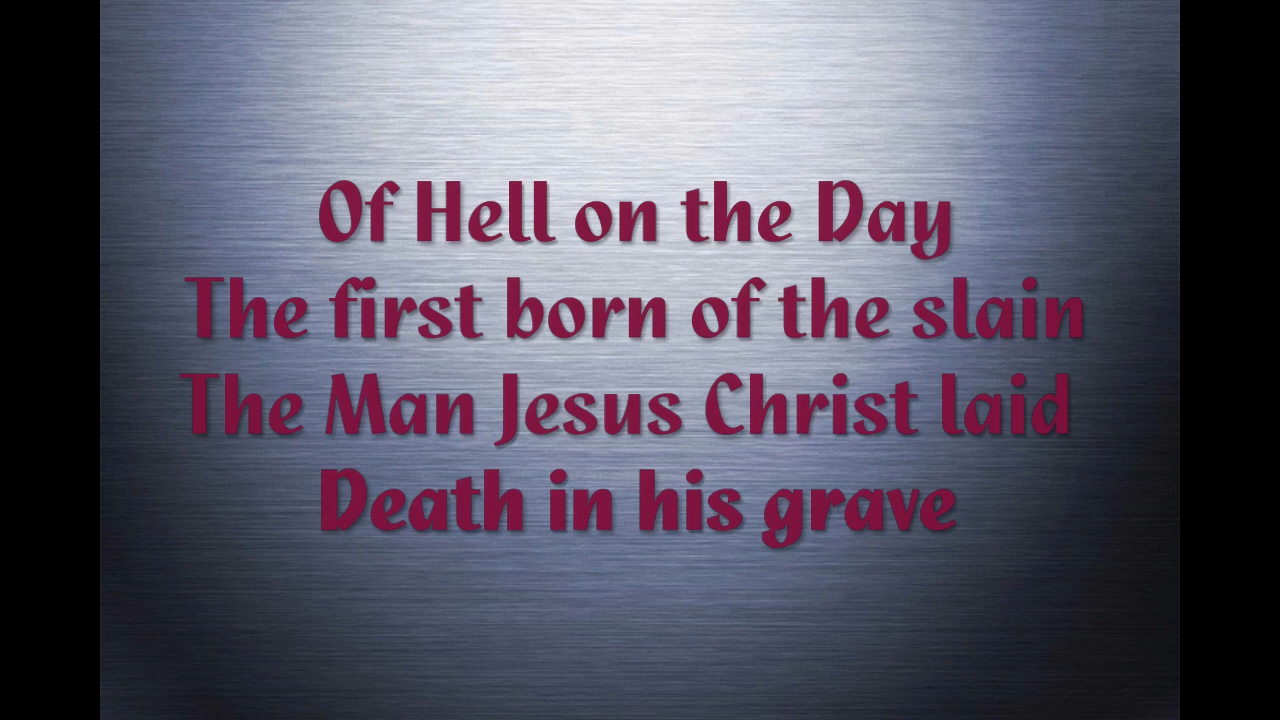 Of Hell on the Day
The first born of the slain
The Man Jesus Christ laid
Death in his grave